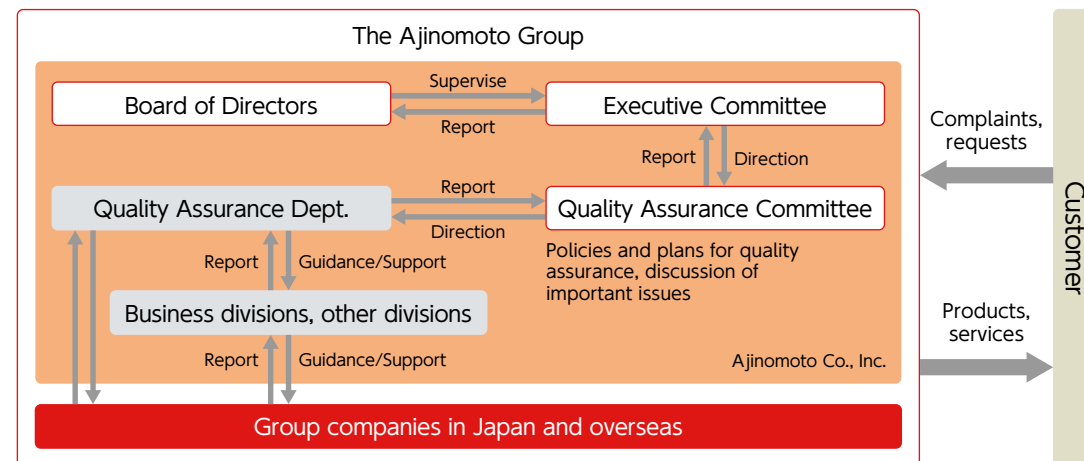 The Ajinomoto Group
Board of Directors
Supervise
Report
Executive Committee
Report
Direction
Complaints,
requests
Quality Assurance Dept.
Report
Direction
Quality Assurance Committee
Policies and plans for quality
assurance, discussion of
important issues
Report
Guidance/Support
Business divisions, other divisions
Report
Guidance/Support
Ajinomoto Co., Inc.
Group companies in Japan and overseas
Products,
services
Customer